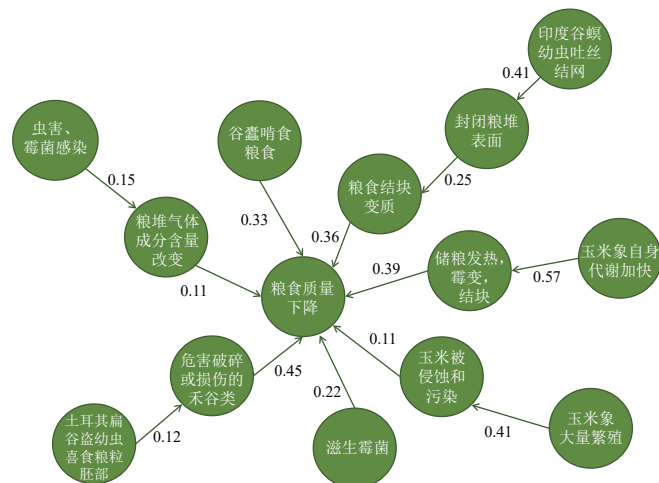 印度谷螟
幼虫吐丝
结网
0.41
虫害、
霉菌感染
谷蠹啃食
粮食
封闭粮堆
表面
0.15
0.25
粮食结块
变质
粮堆气体
成分含量
改变
0.33
0.36
储粮发热，
霉变，
结块
玉米象自身
代谢加快
0.39
0.57
粮食质量
下降
0.11
0.11
危害破碎
或损伤的
禾谷类
0.45
玉米被
侵蚀和
污染
0.22
0.41
土耳其扁
谷盗幼虫
喜食粮粒
胚部
0.12
滋生霉菌
玉米象
大量繁殖